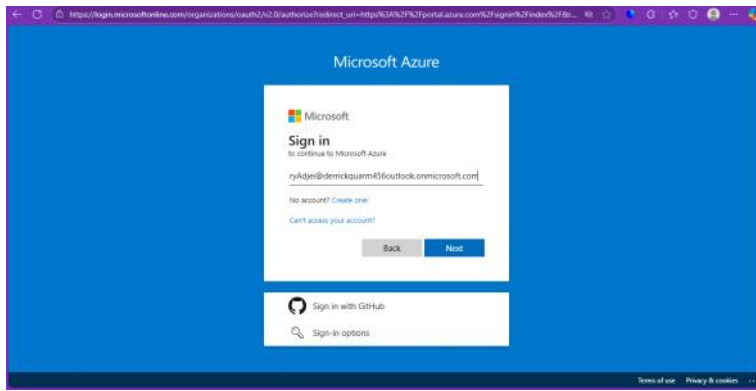 https://login.microsoftonline.com/organizations/oauth2/v2.0/authorize?redirect_uri=https%3A%2F%2Fportal.azure.com%2Fsignin%2Findex%2F&r...
Microsoft Azure
Microsoft
Sign in
to continue to Microsoft Azure
ryAdjei@derrickquarm456outlook.onmicrosoft.com
No account? Create one!
Can't access your account?
Back Next
Sign in with GitHub
Sign-in options
Terms of use Privacy & cookies ...